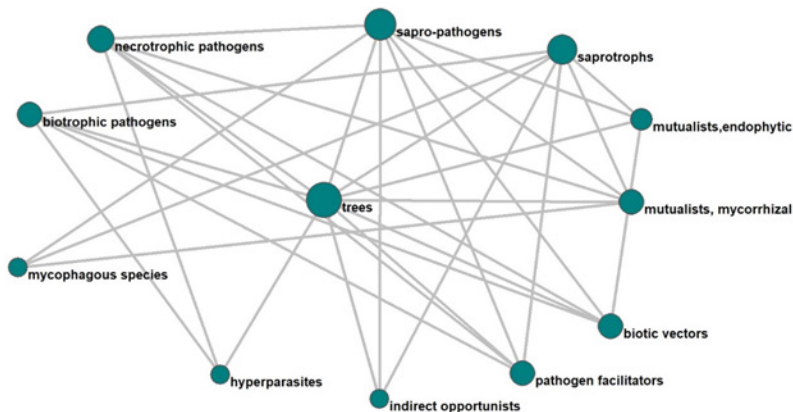 sapro-pathogens
necrotrophic pathogens
saprotrophs
biotrophic pathogens
mutualists,endophytic
trees
mutualists, mycorrhizal
mycophagous species
biotic vectors
hyperparasites
pathogen facilitators
indirect opportunists